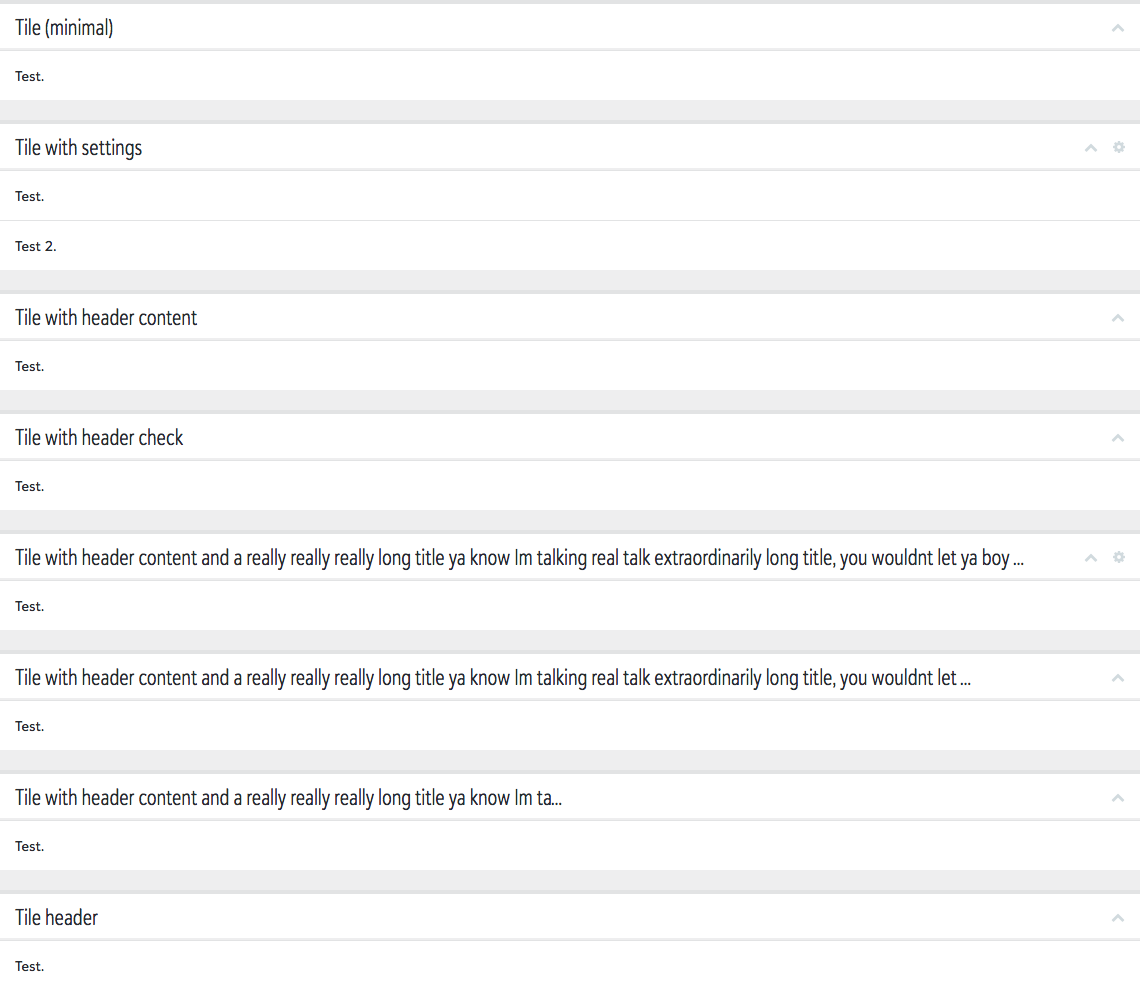 Tile (minimal)
Test.
Tile with settings
Test.
Test 2.
Tile with header content
Test.
Tile with header check
Test.
Tile with header content and a really really really long title ya know Im talking real talk extraordinarily long title, you wouldnt let ya boy ...
Test.
Tile with header content and a really really really long title ya know Im talking real talk extraordinarily long title, you wouldnt let ...
Test.
Tile with header content and a really really really long title ya know Im ta...
Test.
Tile header
Test.